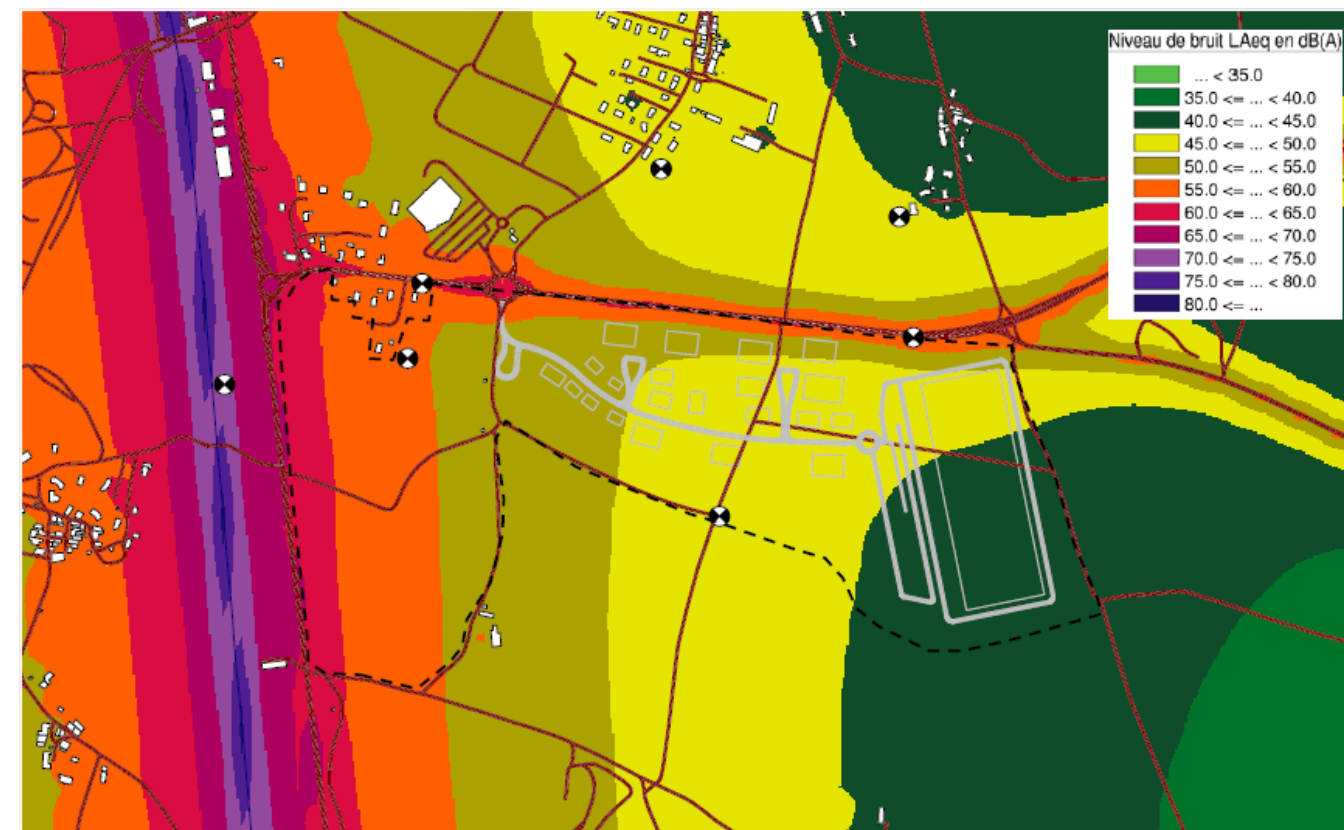 Niveau de bruit LAeq en dB(A)
... < 35.0
35.0 <= ... < 40.0
40.0 <= ... < 45.0
45.0 <= ... < 50.0
50.0 <= ... < 55.0
55.0 <= ... < 60.0
60.0 <= ... < 65.0
65.0 <= ... < 70.0
70.0 <= ... < 75.0
75.0 <= ... < 80.0
80.0 <= ...